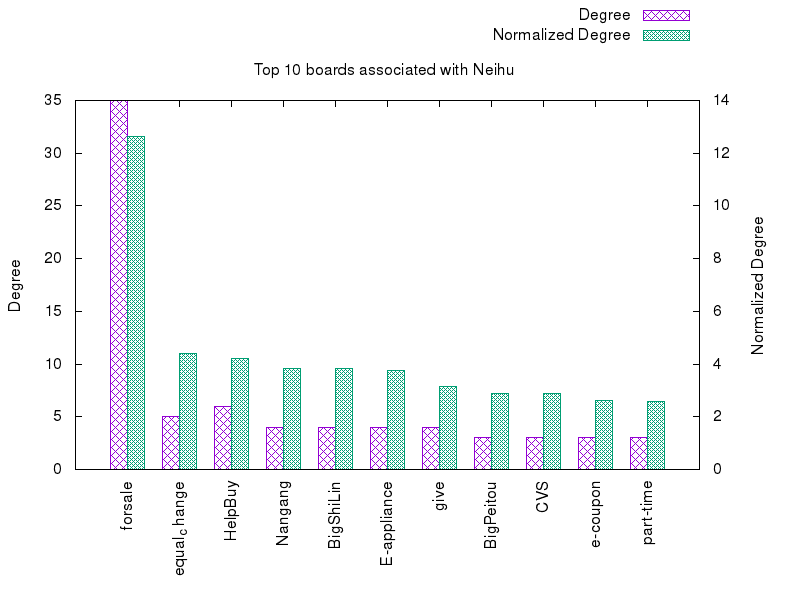 Degree
Normalized Degree
Top 10 boards associated with Neihu
35
30
25
20
15
10
5
0
14
12
10
8
6
4
2
0
Degree
Normalized Degree
forsale
equalchange
HelpBuy
Nangang
BigShiLin
E-appliance
give
BigPeitou
CVS
e-coupon
part-time